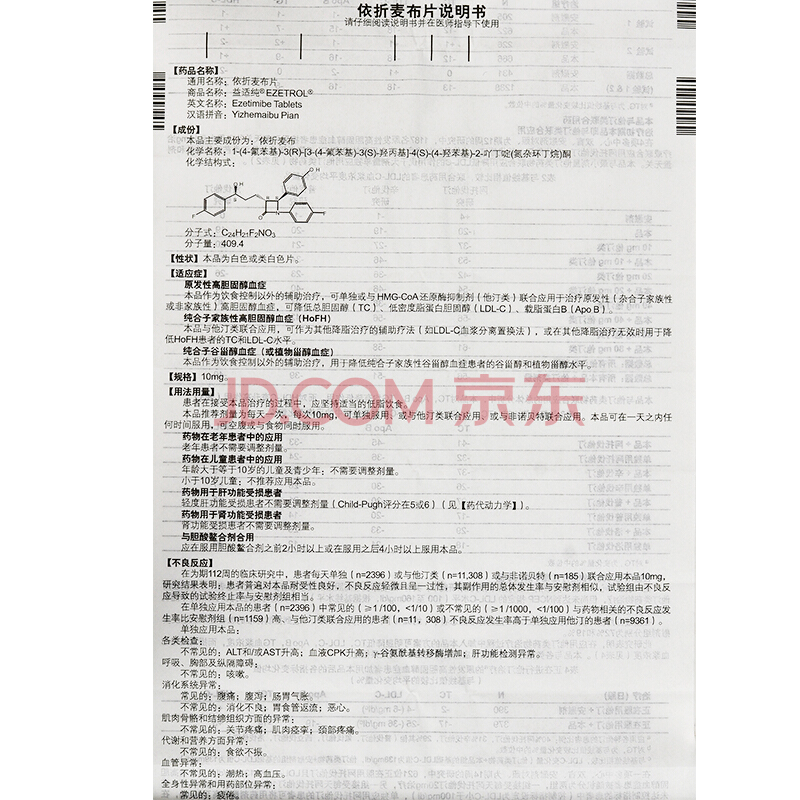 依折麦布片说明书
请仔细阅读说明书并在医师指导下使用
【药品名称】
通用名称：依折麦布片
商品名称：益适纯®EZETROL®
英文名称：Ezetimibe Tablets
汉语拼音：Yizhemaibu Pian
【成份】
本品主要成份为：依折麦布
化学名称：1-(4-氟苯基)-3(R)-[3-(4-氟苯基)-3(S)-羟丙基]-4(S)-(4-羟苯基)-2-吖丁啶(氮杂环丁烷)酮
化学结构式：
分子式：C₂₄H₂₁F₂NO₃
分子量：409.4
【性状】本品为白色或类白色片。
【适应症】
原发性高胆固醇血症
本品作为饮食控制以外的辅助治疗，可单独或与HMG-CoA还原酶抑制剂（他汀类）联合应用于治疗原发性（杂合子家族性
或非家族性）高胆固醇血症，可降低总胆固醇（TC）、低密度脂蛋白胆固醇（LDL-C）、载脂蛋白B（Apo B）。
纯合子家族性高胆固醇血症（HoFH）
本品与他汀类联合应用，可作为其他降脂治疗的辅助疗法（如LDL-C血浆分离置换法），或在其他降脂治疗无效时用于降
低HoFH患者的TC和LDL-C水平。
纯合子谷甾醇血症（或植物甾醇血症）
本品作为饮食控制以外的辅助治疗，用于降低纯合子家族性谷甾醇血症患者的谷甾醇和植物甾醇水平。
【规格】10mg
JD.COM 京东
【用法用量】
患者在接受本品治疗的过程中，应坚持适当的低脂饮食。
本品推荐剂量为每天一次，每次10mg，可单独服用、或与他汀类联合应用、或与非诺贝特联合应用。本品可在一天之内任
何时间服用，可空腹或与食物同时服用。
药物在老年患者中的应用
老年患者不需要调整剂量。
药物在儿童患者中的应用
年龄大于等于10岁的儿童及青少年：不需要调整剂量。
小于10岁儿童：不推荐应用本品。
药物用于肝功能受损患者
轻度肝功能受损患者不需要调整剂量（Child-Pugh评分在5或6）（见【药代动力学】）。
药物用于肾功能受损患者
肾功能受损患者不需要调整剂量。
与胆酸螯合剂合用
应在服用胆酸螯合剂之前2小时以上或在服用之后4小时以上服用本品。
【不良反应】
在为期112周的临床研究中，患者每天单独（n=2396）或与他汀类（n=11,308）或与非诺贝特（n=185）联合应用本品10mg，
研究结果表明：患者普遍对本品耐受性良好，不良反应轻微且呈一过性，其副作用的总体发生率与安慰剂相似，试验组由不良反
应导致的试验终止率与安慰剂组相当。
在单独应用本品的患者（n=2396）中常见的（≥1/100，<1/10）或不常见的（≥1/1000，<1/100）与药物相关的不良反应发
生率比安慰剂组（n=1159）高、与他汀类联合应用的患者（n=11，308）不良反应发生率高于单独应用他汀的患者（n=9361）。
单独应用本品：
各类检查：
不常见的：ALT和/或AST升高；血液CPK升高；γ-谷氨酰基转移酶增加；肝功能检测异常。
呼吸、胸部及纵隔障碍：
不常见的：咳嗽。
消化系统异常：
常见的：腹痛；腹泻；肠胃气胀。
不常见的：消化不良；胃食管返流；恶心。
肌肉骨骼和结缔组织方面的异常：
不常见的：关节疼痛；肌肉痉挛；颈部疼痛。
代谢和营养方面异常：
不常见的：食欲不振。
血管异常：
不常见的：潮热；高血压。
全身性异常和用药部位异常：
常见的：疲倦。